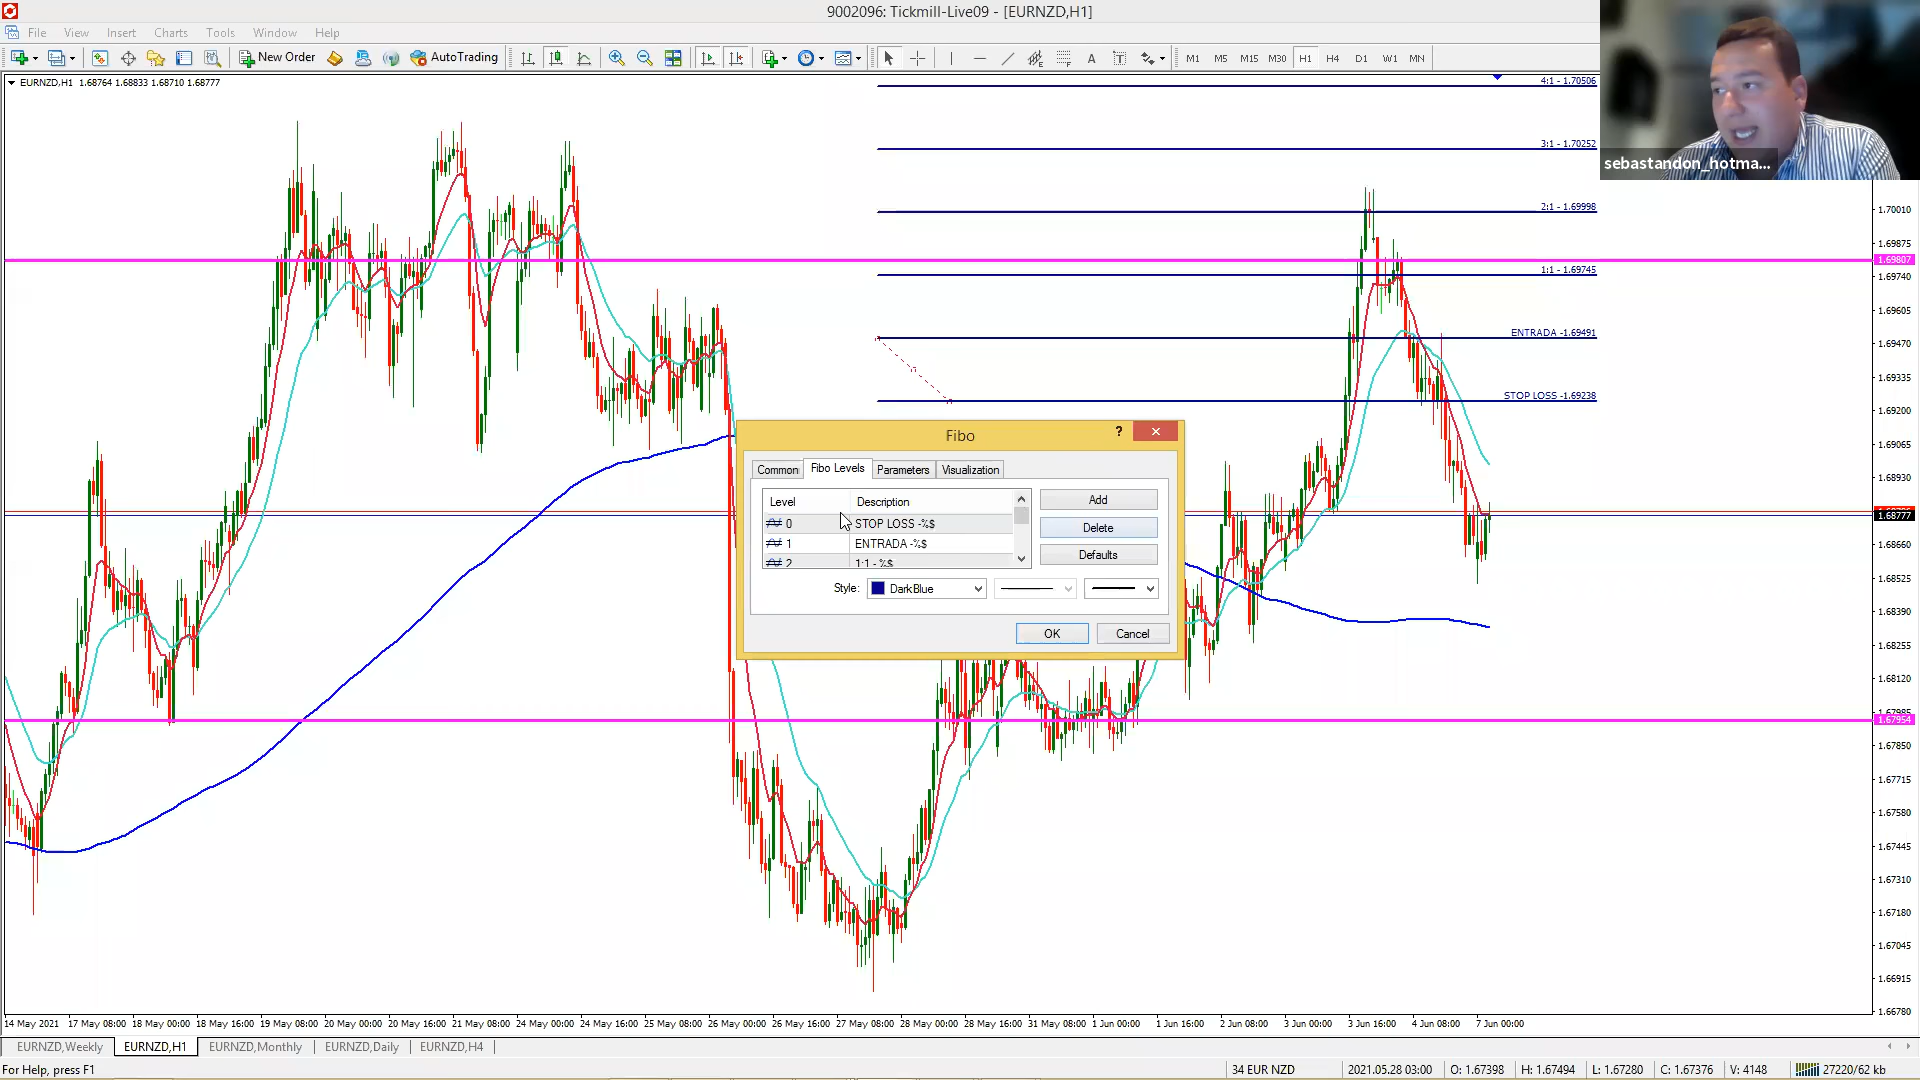 9002096: Tickmill-Live09 - [EURNZD,H1]
File View Insert Charts Tools Window Help
New Order AutoTrading A T M1 M5 M15 M30 H1 H4 D1 W1 MN
EURNZD,H1 1.68764 1.68833 1.68710 1.68777
4:1 - 1.70506
3:1 - 1.70252
sebastandon_hotma...
2:1 - 1.69998
1.70010
1.69875
1.69807
1:1 - 1.69745
1.69740
1.69605
ENTRADA -1.69491
1.69470
1.69335
STOP LOSS -1.69238
1.69200
1.69065
1.68930
1.68777
1.68660
1.68525
1.68390
1.68255
1.68120
1.67985
1.67954
1.67850
1.67715
1.67580
1.67445
1.67310
1.67180
1.67045
1.66915
1.66780
Fibo ?
Common Fibo Levels Parameters Visualization
Level Description
0 STOP LOSS -%$
1 ENTRADA -%$
2 1:1 - %$
Add
Delete
Defaults
Style: DarkBlue
OK Cancel
14 May 2021 17 May 08:00 18 May 00:00 18 May 16:00 19 May 08:00 20 May 00:00 20 May 16:00 21 May 08:00 24 May 00:00 24 May 16:00 25 May 08:00 26 May 00:00 26 May 16:00 27 May 08:00 28 May 00:00 28 May 16:00 31 May 08:00 1 Jun 00:00 1 Jun 16:00 2 Jun 08:00 3 Jun 00:00 3 Jun 16:00 4 Jun 08:00 7 Jun 00:00
EURNZD,Weekly EURNZD,H1 EURNZD,Monthly EURNZD,Daily EURNZD,H4
For Help, press F1 34 EUR NZD 2021.05.28 03:00 O: 1.67398 H: 1.67494 L: 1.67280 C: 1.67376 V: 4148 27220/62 kb